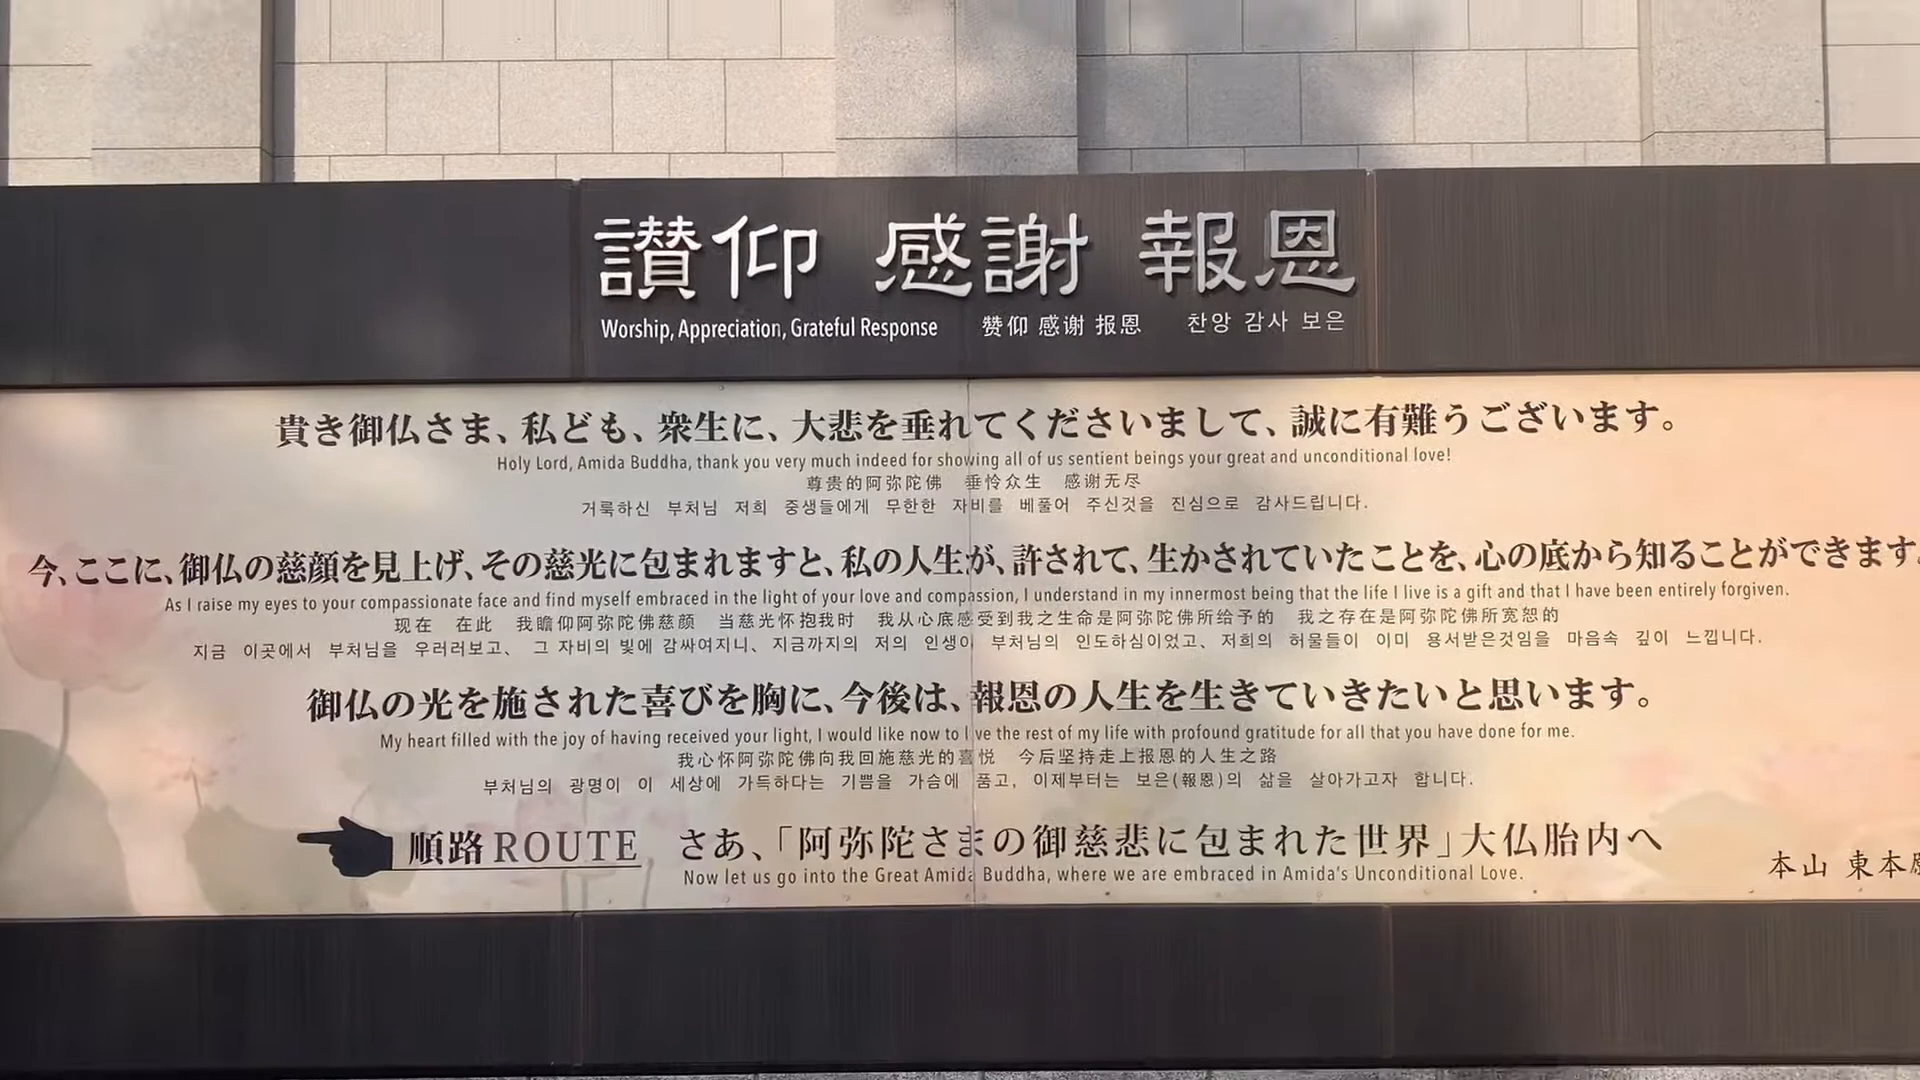 讃仰 感謝 報恩
Worship, Appreciation, Grateful Response 赞仰 感谢 报恩 찬앙 감사 보은
貴き御仏さま、私ども、衆生に、大悲を垂れてくださいまして、誠に有難うございます。
Holy Lord, Amida Buddha, thank you very much indeed for showing all of us sentient beings your great and unconditional love!
尊贵的阿弥陀佛 垂怜众生 感谢无尽
거룩하신 부처님 저희 중생들에게 무한한 자비를 베풀어 주신것을 진심으로 감사드립니다.
今、ここに、御仏の慈顔を見上げ、その慈光に包まれますと、私の人生が、許されて、生かされていたことを、心の底から知ることができます。
As I raise my eyes to your compassionate face and find myself embraced in the light of your love and compassion, I understand in my innermost being that the life I live is a gift and that I have been entirely forgiven.
现在 在此 我瞻仰阿弥陀佛慈颜 当慈光怀抱我时 我从心底感受到我之生命是阿弥陀佛所给予的 我之存在是阿弥陀佛所宽恕的
지금 이곳에서 부처님을 우러러보고、 그 자비의 빛에 감싸여지니、 지금까지의 저의 인생이 부처님의 인도하심이었고、 저희의 허물들이 이미 용서받은것임을 마음속 깊이 느낍니다.
御仏の光を施された喜びを胸に、今後は、報恩の人生を生きていきたいと思います。
My heart filled with the joy of having received your light, I would like now to live the rest of my life with profound gratitude for all that you have done for me.
我心怀阿弥陀佛向我回施慈光的喜悦 今后坚持走上报恩的人生之路
부처님의 광명이 이 세상에 가득하다는 기쁨을 가슴에 품고, 이제부터는 보은(報恩)의 삶을 살아가고자 합니다.
順路 ROUTE さあ、「阿弥陀さまの御慈悲に包まれた世界」大仏胎内へ
Now let us go into the Great Amida Buddha, where we are embraced in Amida's Unconditional Love.
本山 東本